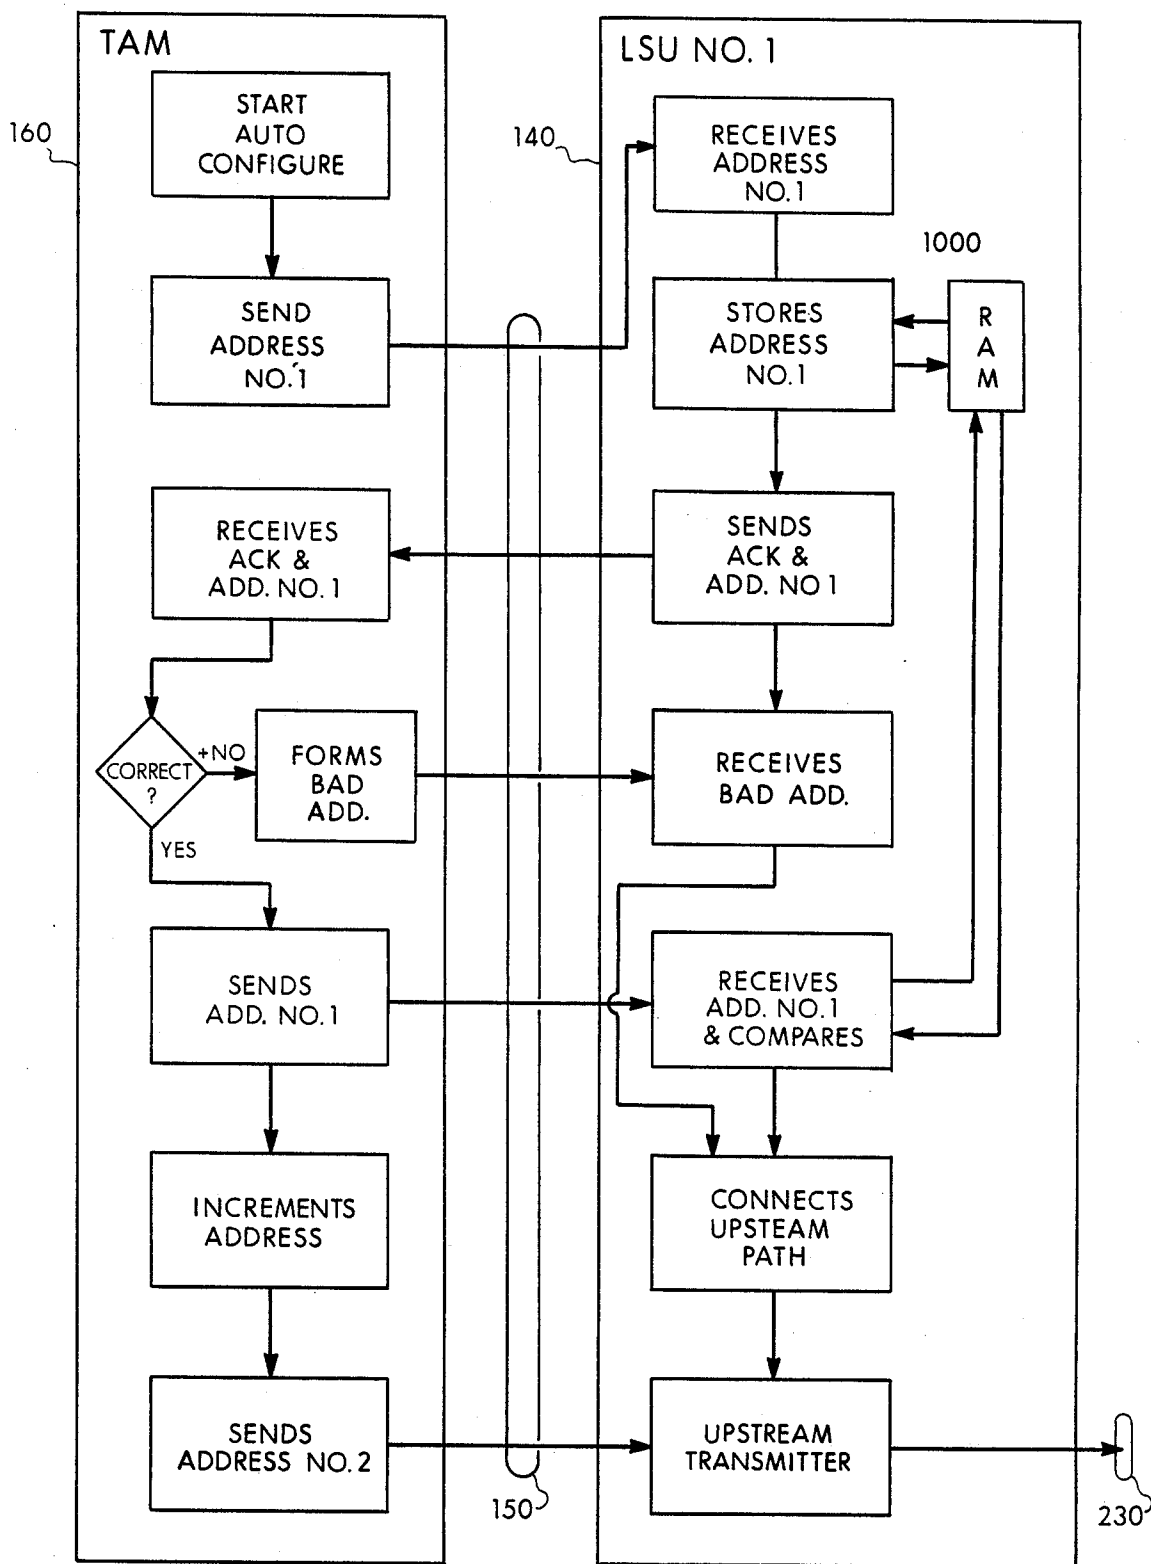 TAM
160
START
AUTO
CONFIGURE
SEND
ADDRESS
NO.1
RECEIVES
ACK &
ADD. NO.1
CORRECT
?
+NO
YES
FORMS
BAD
ADD.
SENDS
ADD. NO.1
INCREMENTS
ADDRESS
SENDS
ADDRESS NO.2
150
LSU NO. 1
140
RECEIVES
ADDRESS
NO.1
1000
STORES
ADDRESS
NO.1
R
A
M
SENDS
ACK &
ADD. NO 1
RECEIVES
BAD ADD.
RECEIVES
ADD. NO.1
& COMPARES
CONNECTS
UPSTEAM
PATH
UPSTREAM
TRANSMITTER
230